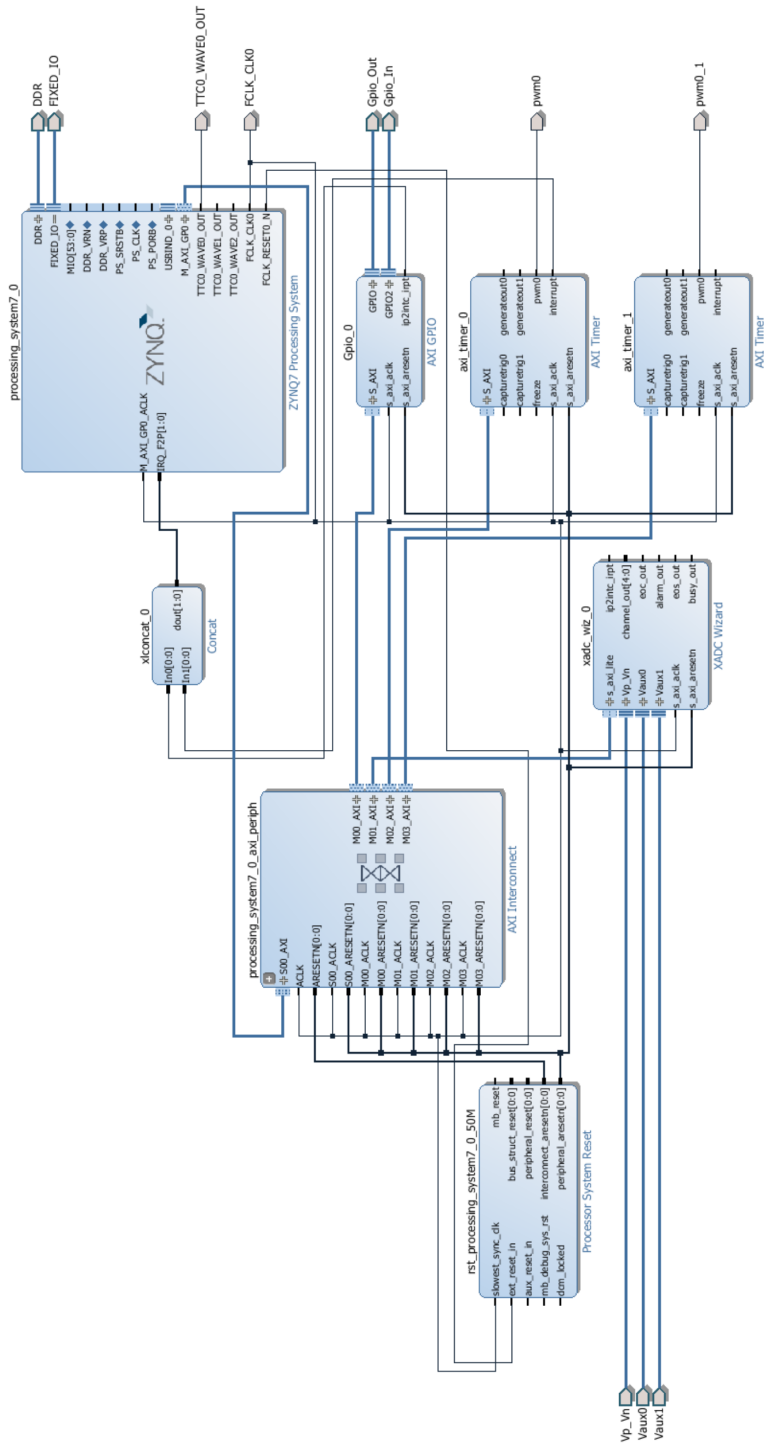 rst_processing_system7_0_50M
slowest_sync_clk
ext_reset_in
aux_reset_in
mb_debug_sys_rst
dcm_locked
mb_reset
bus_struct_reset[0:0]
peripheral_reset[0:0]
interconnect_aresetn[0:0]
peripheral_aresetn[0:0]
Processor System Reset
Vp_Vn
Vaux0
Vaux1
processing_system7_0_axi_periph
S00_AXI
ACLK
ARESETN[0:0]
S00_ACLK
S00_ARESETN[0:0]
M00_ACLK
M00_ARESETN[0:0]
M01_ACLK
M01_ARESETN[0:0]
M02_ACLK
M02_ARESETN[0:0]
M03_ACLK
M03_ARESETN[0:0]
M00_AXI
M01_AXI
M02_AXI
M03_AXI
AXI Interconnect
xlconcat_0
In0[0:0]
In1[0:0]
dout[1:0]
Concat
xadc_wiz_0
s_axi_lite
Vp_Vn
Vaux0
Vaux1
s_axi_aclk
s_axi_aresetn
ip2intc_irpt
channel_out[4:0]
eoc_out
alarm_out
eos_out
busy_out
XADC Wizard
processing_system7_0
M_AXI_GP0_ACLK
IRQ_F2P[1:0]
ZYNQ
DDR
FIXED_IO
MIO[53:0]
DDR_VRN
DDR_VRP
PS_SRSTB
PS_CLK
PS_PORB
USBIND_0
M_AXI_GP0
TTC0_WAVE0_OUT
TTC0_WAVE1_OUT
TTC0_WAVE2_OUT
FCLK_CLK0
FCLK_RESET0_N
ZYNQ7 Processing System
Gpio_0
S_AXI
s_axi_aclk
s_axi_aresetn
GPIO
GPIO2
ip2intc_irpt
AXI GPIO
axi_timer_0
S_AXI
capturetrig0
capturetrig1
freeze
s_axi_aclk
s_axi_aresetn
generateout0
generateout1
pwm0
interrupt
AXI Timer
axi_timer_1
S_AXI
capturetrig0
capturetrig1
freeze
s_axi_aclk
s_axi_aresetn
generateout0
generateout1
pwm0
interrupt
AXI Timer
DDR
FIXED_IO
TTC0_WAVE0_OUT
FCLK_CLK0
Gpio_Out
Gpio_In
pwm0
pwm0_1